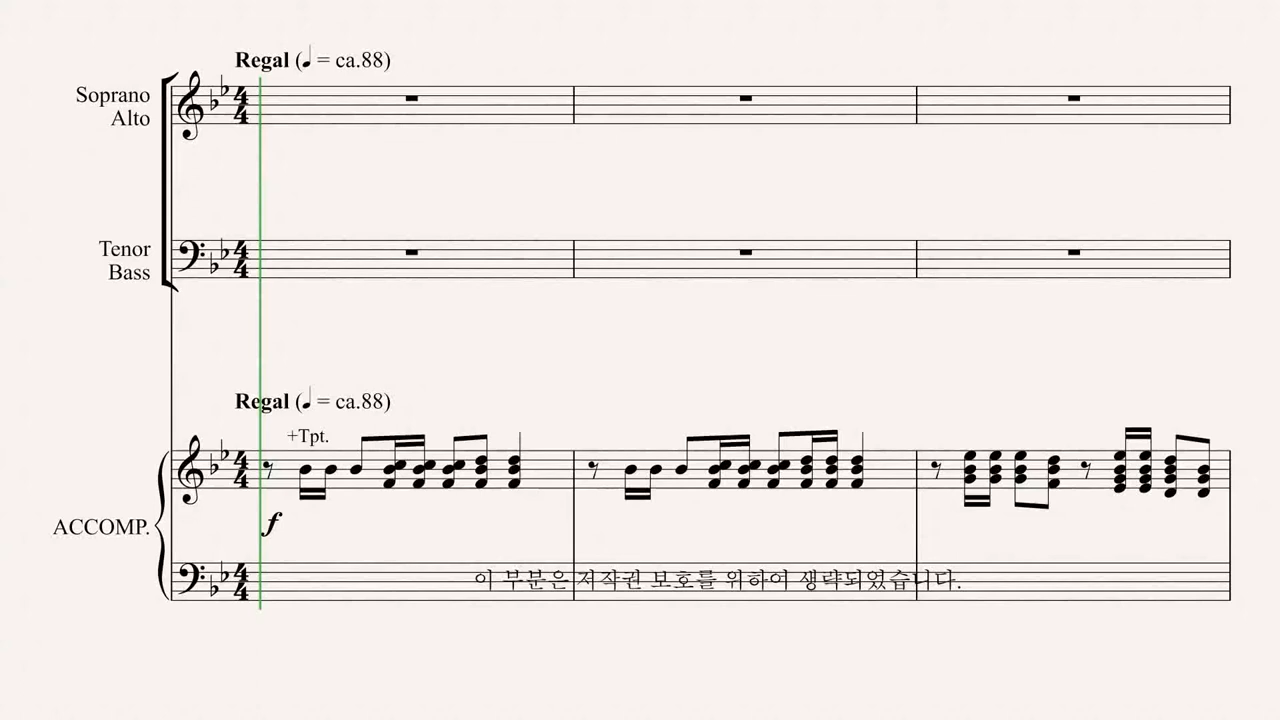 Regal (♩ = ca.88)
Soprano
Alto
Tenor
Bass
Regal (♩ = ca.88)
+Tpt.
f
ACCOMP.
이 부분은 저작권 보호를 위하여 생략되었습니다.